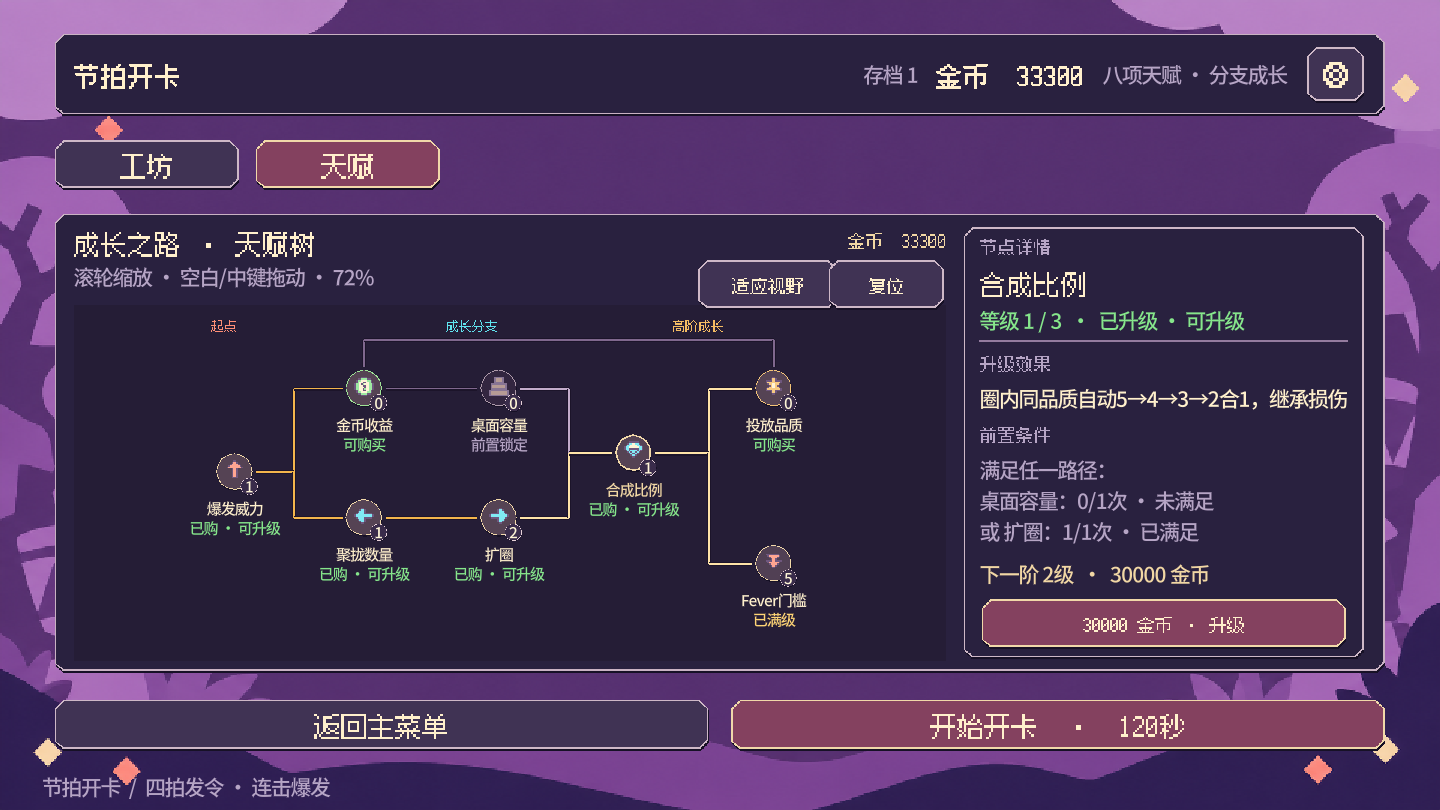 节拍开卡
存档 1 金币 33300 八项天赋 · 分支成长
工坊 天赋
成长之路 · 天赋树
金币 33300
滚轮缩放 · 空白/中键拖动 · 72%
适应视野 复位
起点 成长分支 高阶成长
0 0 0
金币收益 桌面容量 投放品质
可购买 前置锁定 可购买
1 1
爆发威力 合成比例
已购 · 可升级 已购 · 可升级
1 2 5
聚拢数量 扩圈 Fever门槛
已购 · 可升级 已购 · 可升级 已满级
节点详情
合成比例
等级 1 / 3 · 已升级 · 可升级
升级效果
圈内同品质自动5→4→3→2合1，继承损伤
前置条件
满足任一路径：
桌面容量：0/1次 · 未满足
或 扩圈：1/1次 · 已满足
下一阶 2级 · 30000 金币
30000 金币 · 升级
返回主菜单 开始开卡 · 120秒
节拍开卡 / 四拍发令 · 连击爆发